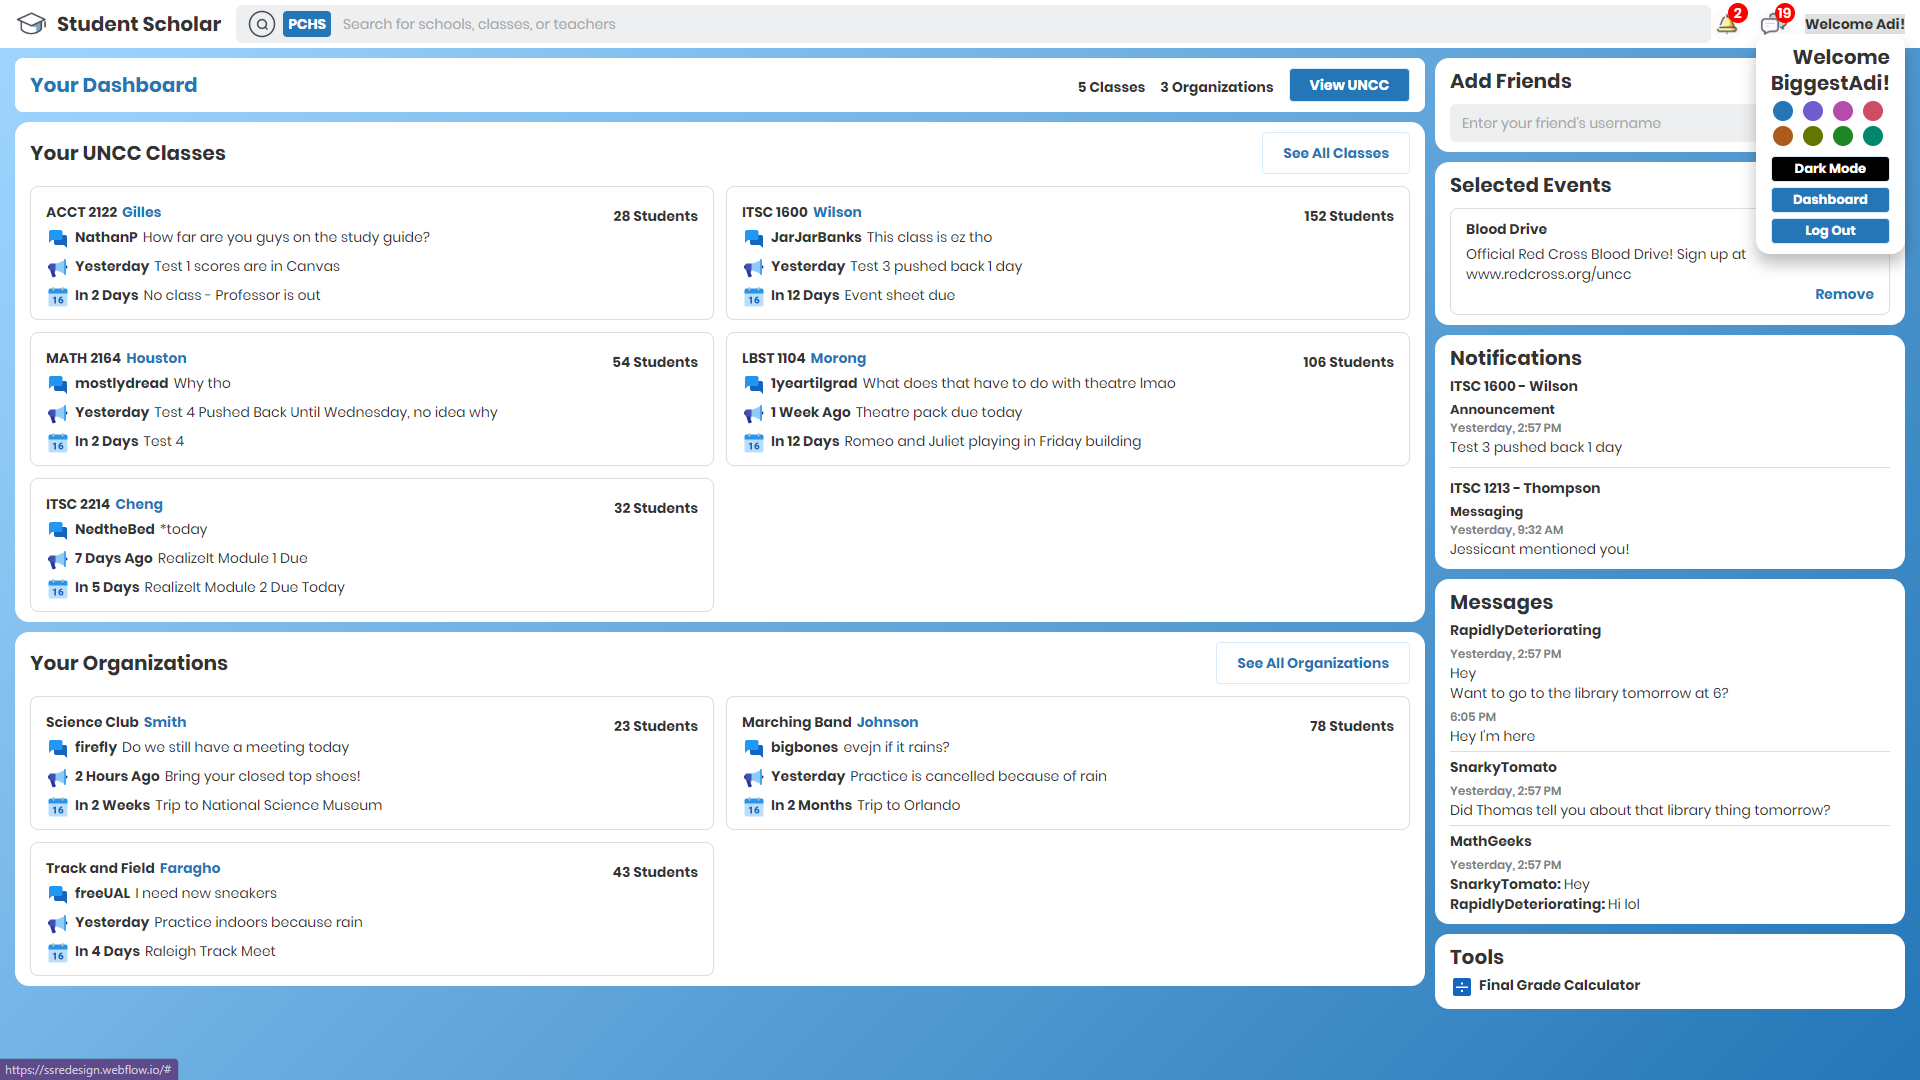 Student Scholar
PCHS
Search for schools, classes, or teachers
2
19
Welcome Adi!
Welcome
BiggestAdi!
Dark Mode
Dashboard
Log Out
Your Dashboard
5 Classes 3 Organizations
View UNCC
Your UNCC Classes
See All Classes
ACCT 2122 Gilles
28 Students
NathanP How far are you guys on the study guide?
Yesterday Test 1 scores are in Canvas
16 In 2 Days No class - Professor is out
ITSC 1600 Wilson
152 Students
JarJarBanks This class is ez tho
Yesterday Test 3 pushed back 1 day
16 In 12 Days Event sheet due
MATH 2164 Houston
54 Students
mostlydread Why tho
Yesterday Test 4 Pushed Back Until Wednesday, no idea why
16 In 2 Days Test 4
LBST 1104 Morong
106 Students
1yeartilgrad What does that have to do with theatre lmao
1 Week Ago Theatre pack due today
16 In 12 Days Romeo and Juliet playing in Friday building
ITSC 2214 Cheng
32 Students
NedtheBed *today
7 Days Ago RealizeIt Module 1 Due
16 In 5 Days RealizeIt Module 2 Due Today
Your Organizations
See All Organizations
Science Club Smith
23 Students
firefly Do we still have a meeting today
2 Hours Ago Bring your closed top shoes!
16 In 2 Weeks Trip to National Science Museum
Marching Band Johnson
78 Students
bigbones evejn if it rains?
Yesterday Practice is cancelled because of rain
16 In 2 Months Trip to Orlando
Track and Field Faragho
43 Students
freeUAL I need new sneakers
Yesterday Practice indoors because rain
16 In 4 Days Raleigh Track Meet
Add Friends
Enter your friend's username
Selected Events
Blood Drive
Official Red Cross Blood Drive! Sign up at
www.redcross.org/uncc
Remove
Notifications
ITSC 1600 - Wilson
Announcement
Yesterday, 2:57 PM
Test 3 pushed back 1 day
ITSC 1213 - Thompson
Messaging
Yesterday, 9:32 AM
Jessicant mentioned you!
Messages
RapidlyDeteriorating
Yesterday, 2:57 PM
Hey
Want to go to the library tomorrow at 6?
6:05 PM
Hey I'm here
SnarkyTomato
Yesterday, 2:57 PM
Did Thomas tell you about that library thing tomorrow?
MathGeeks
Yesterday, 2:57 PM
SnarkyTomato: Hey
RapidlyDeteriorating: Hi lol
Tools
Final Grade Calculator
https://ssredesign.webflow.io/#